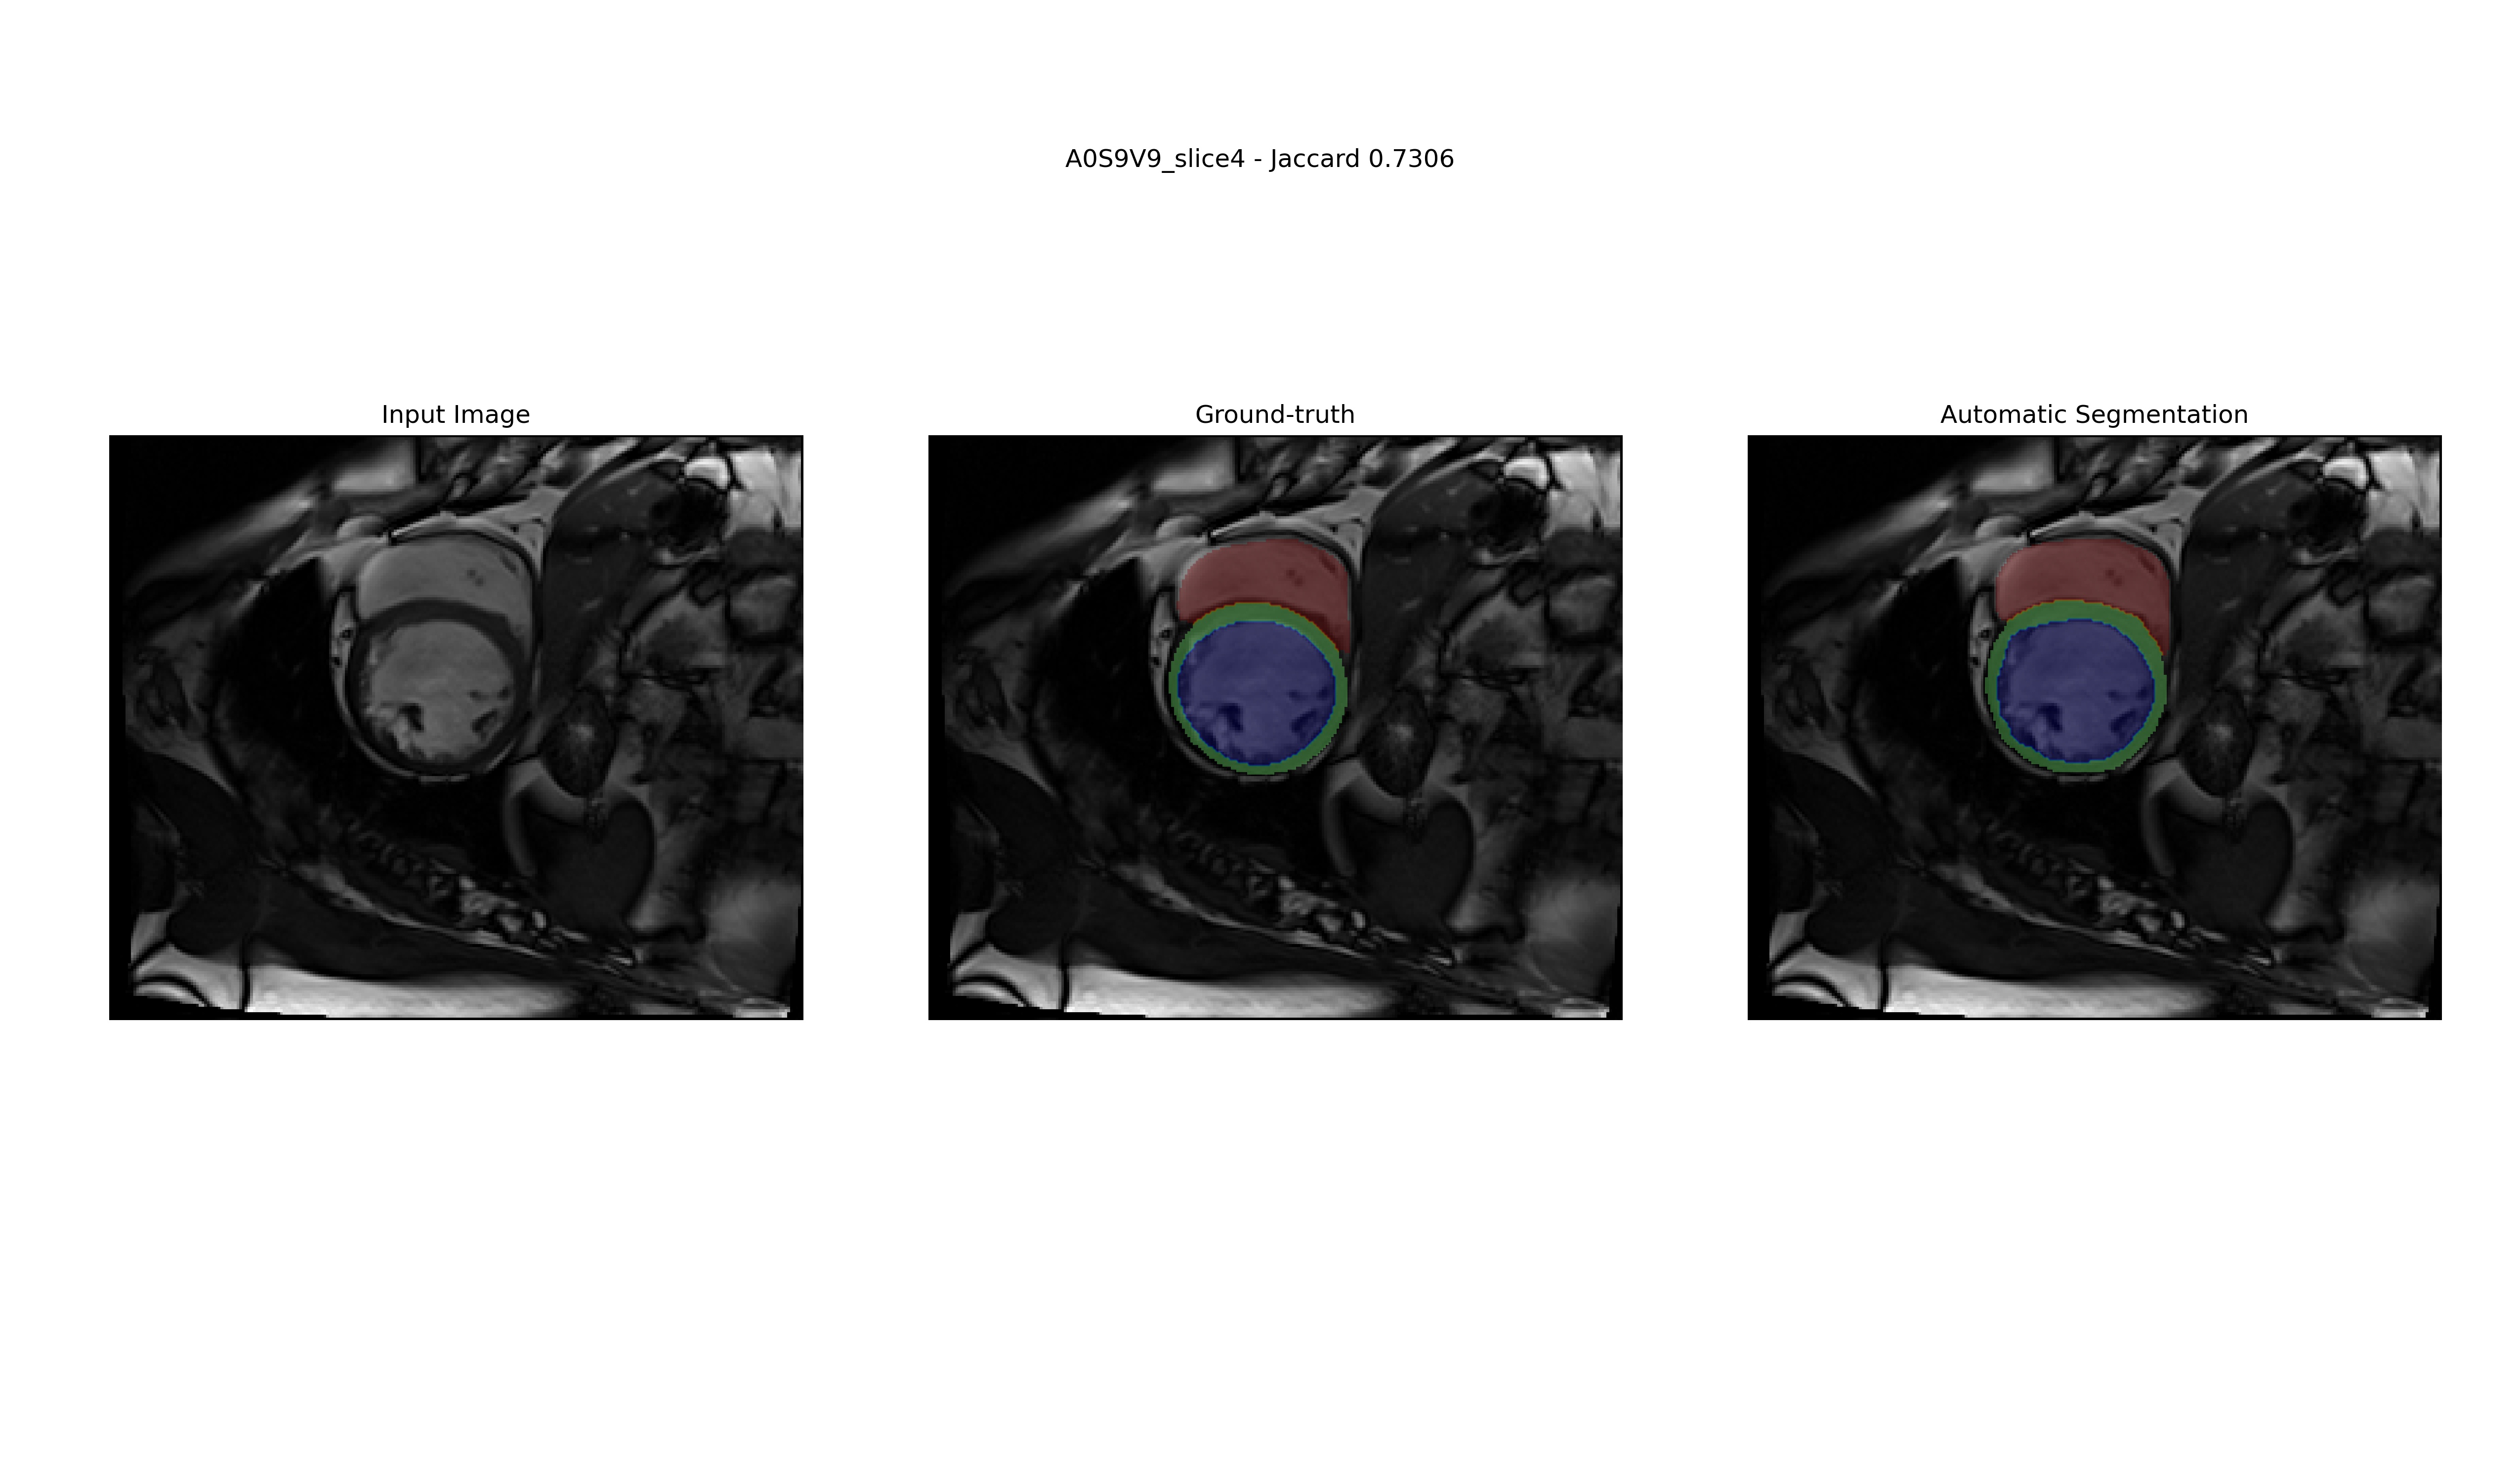 A0S9V9_slice4 - Jaccard 0.7306
Input Image
Ground-truth
Automatic Segmentation